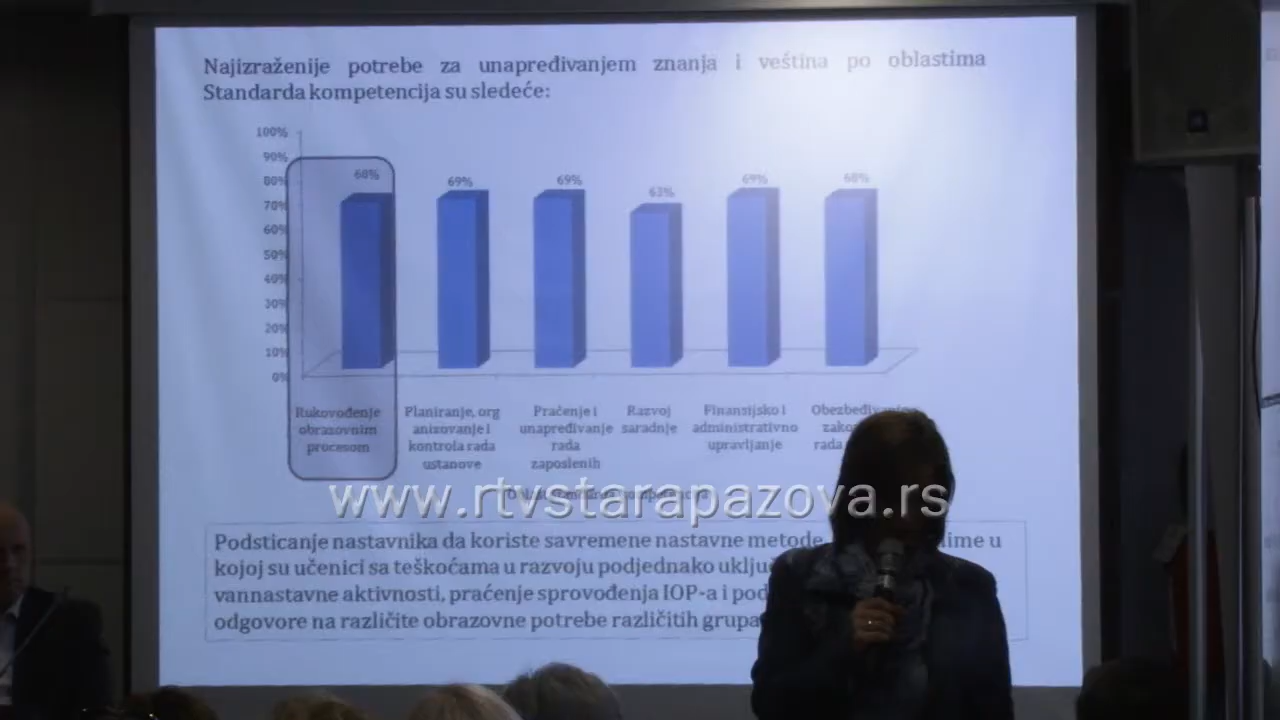 Najizraženije potrebe za unapređivanjem znanja i veština po oblastima
Standarda kompetencija su sledeće:
100%
90%
80%
70%
60%
50%
40%
30%
20%
10%
0%
68%
69%
69%
63%
69%
68%
Rukovođenje
obrazovnim
procesom
Planiranje, org
anizovanje i
kontrola rada
ustanove
Praćenje i
unapređivanje
rada
zaposlenih
Razvoj
saradnje
Finansijsko i
administrativno
upravljanje
Obezbeđivanje
rada
www.rtvstarapazova.rs
Podsticanje nastavnika da koriste savremene nastavne metode
u
kojoj su učenici sa teškoćama u razvoju podjednako
vannastavne aktivnosti, praćenje sprovođenja IOP-a i
odgovore na različite obrazovne potrebe različitih grupa